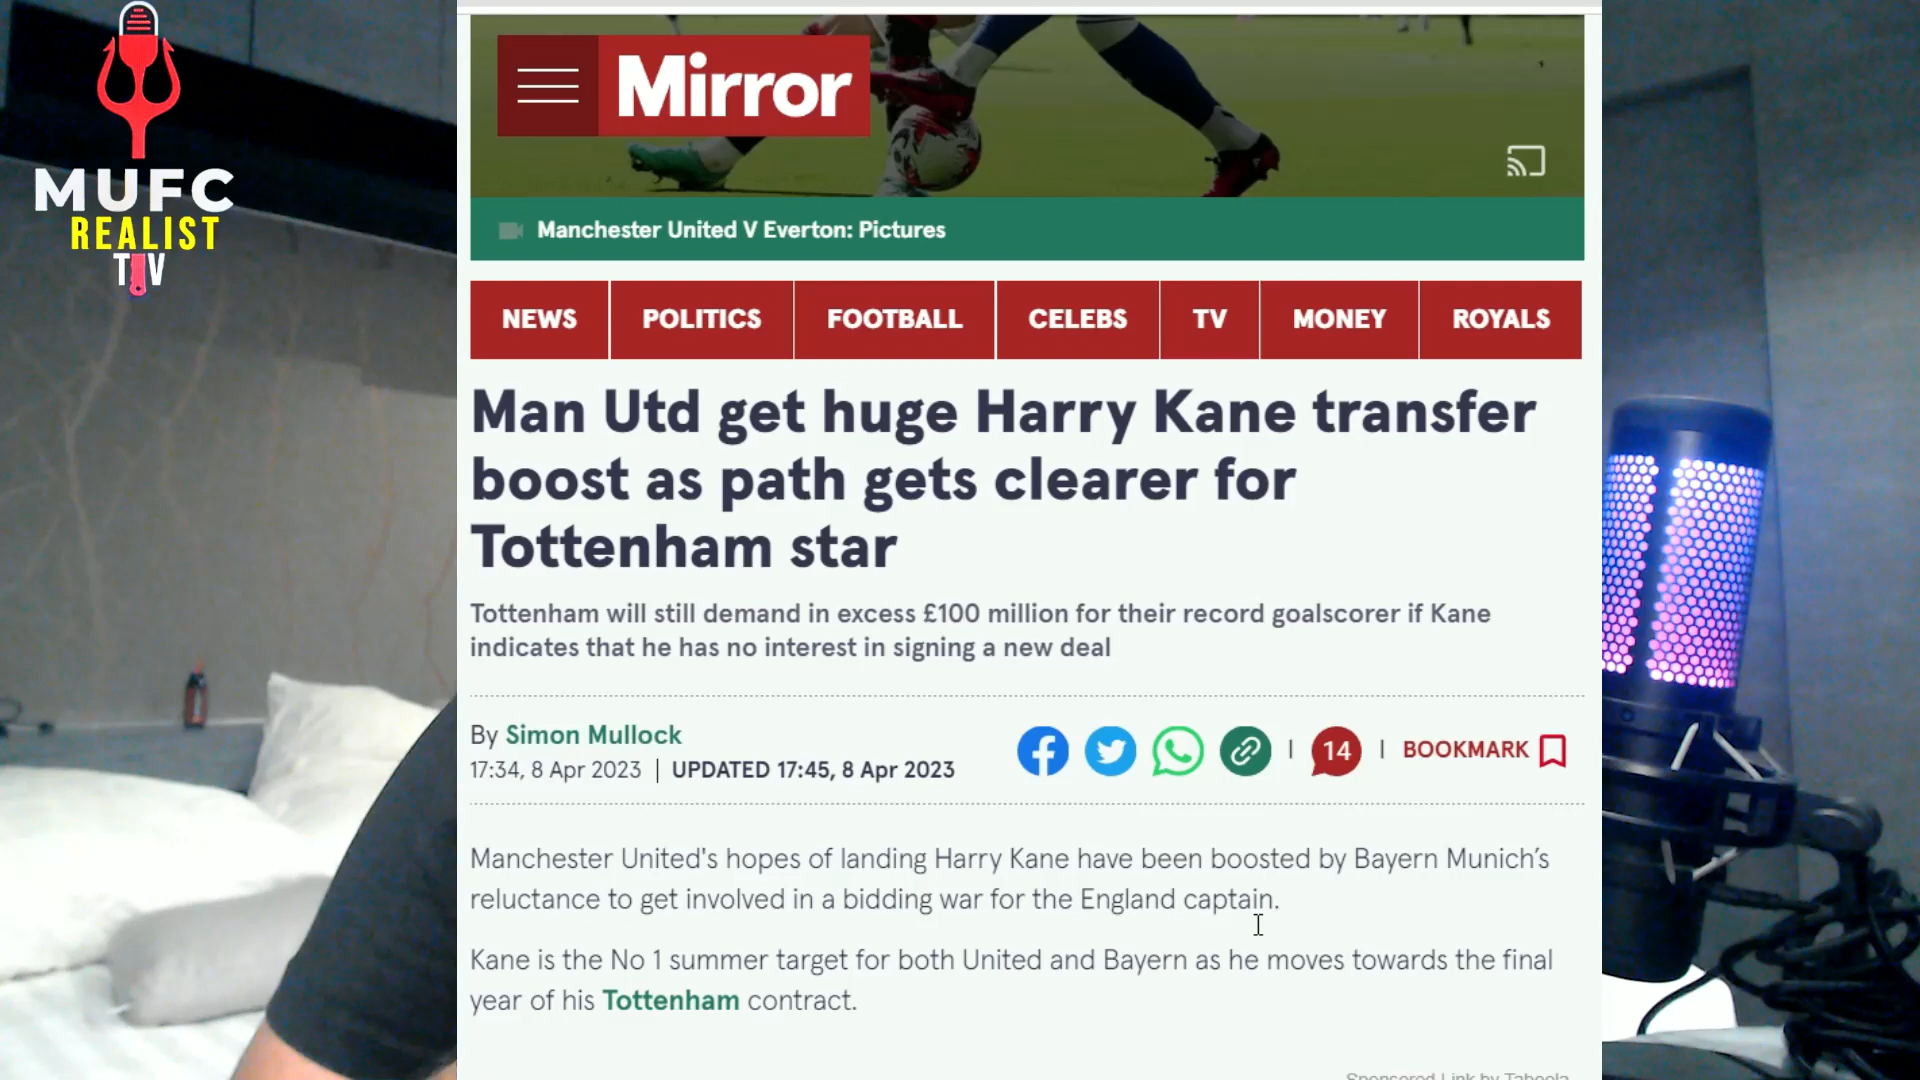 MUFC
REALIST
TV
Mirror
Manchester United V Everton: Pictures
NEWS POLITICS FOOTBALL CELEBS TV MONEY ROYALS
Man Utd get huge Harry Kane transfer
boost as path gets clearer for
Tottenham star
Tottenham will still demand in excess £100 million for their record goalscorer if Kane
indicates that he has no interest in signing a new deal
By Simon Mullock
17:34, 8 Apr 2023 | UPDATED 17:45, 8 Apr 2023
14 | BOOKMARK
Manchester United's hopes of landing Harry Kane have been boosted by Bayern Munich’s
reluctance to get involved in a bidding war for the England captain.
Kane is the No 1 summer target for both United and Bayern as he moves towards the final
year of his Tottenham contract.
Sponsored Link by Taboola